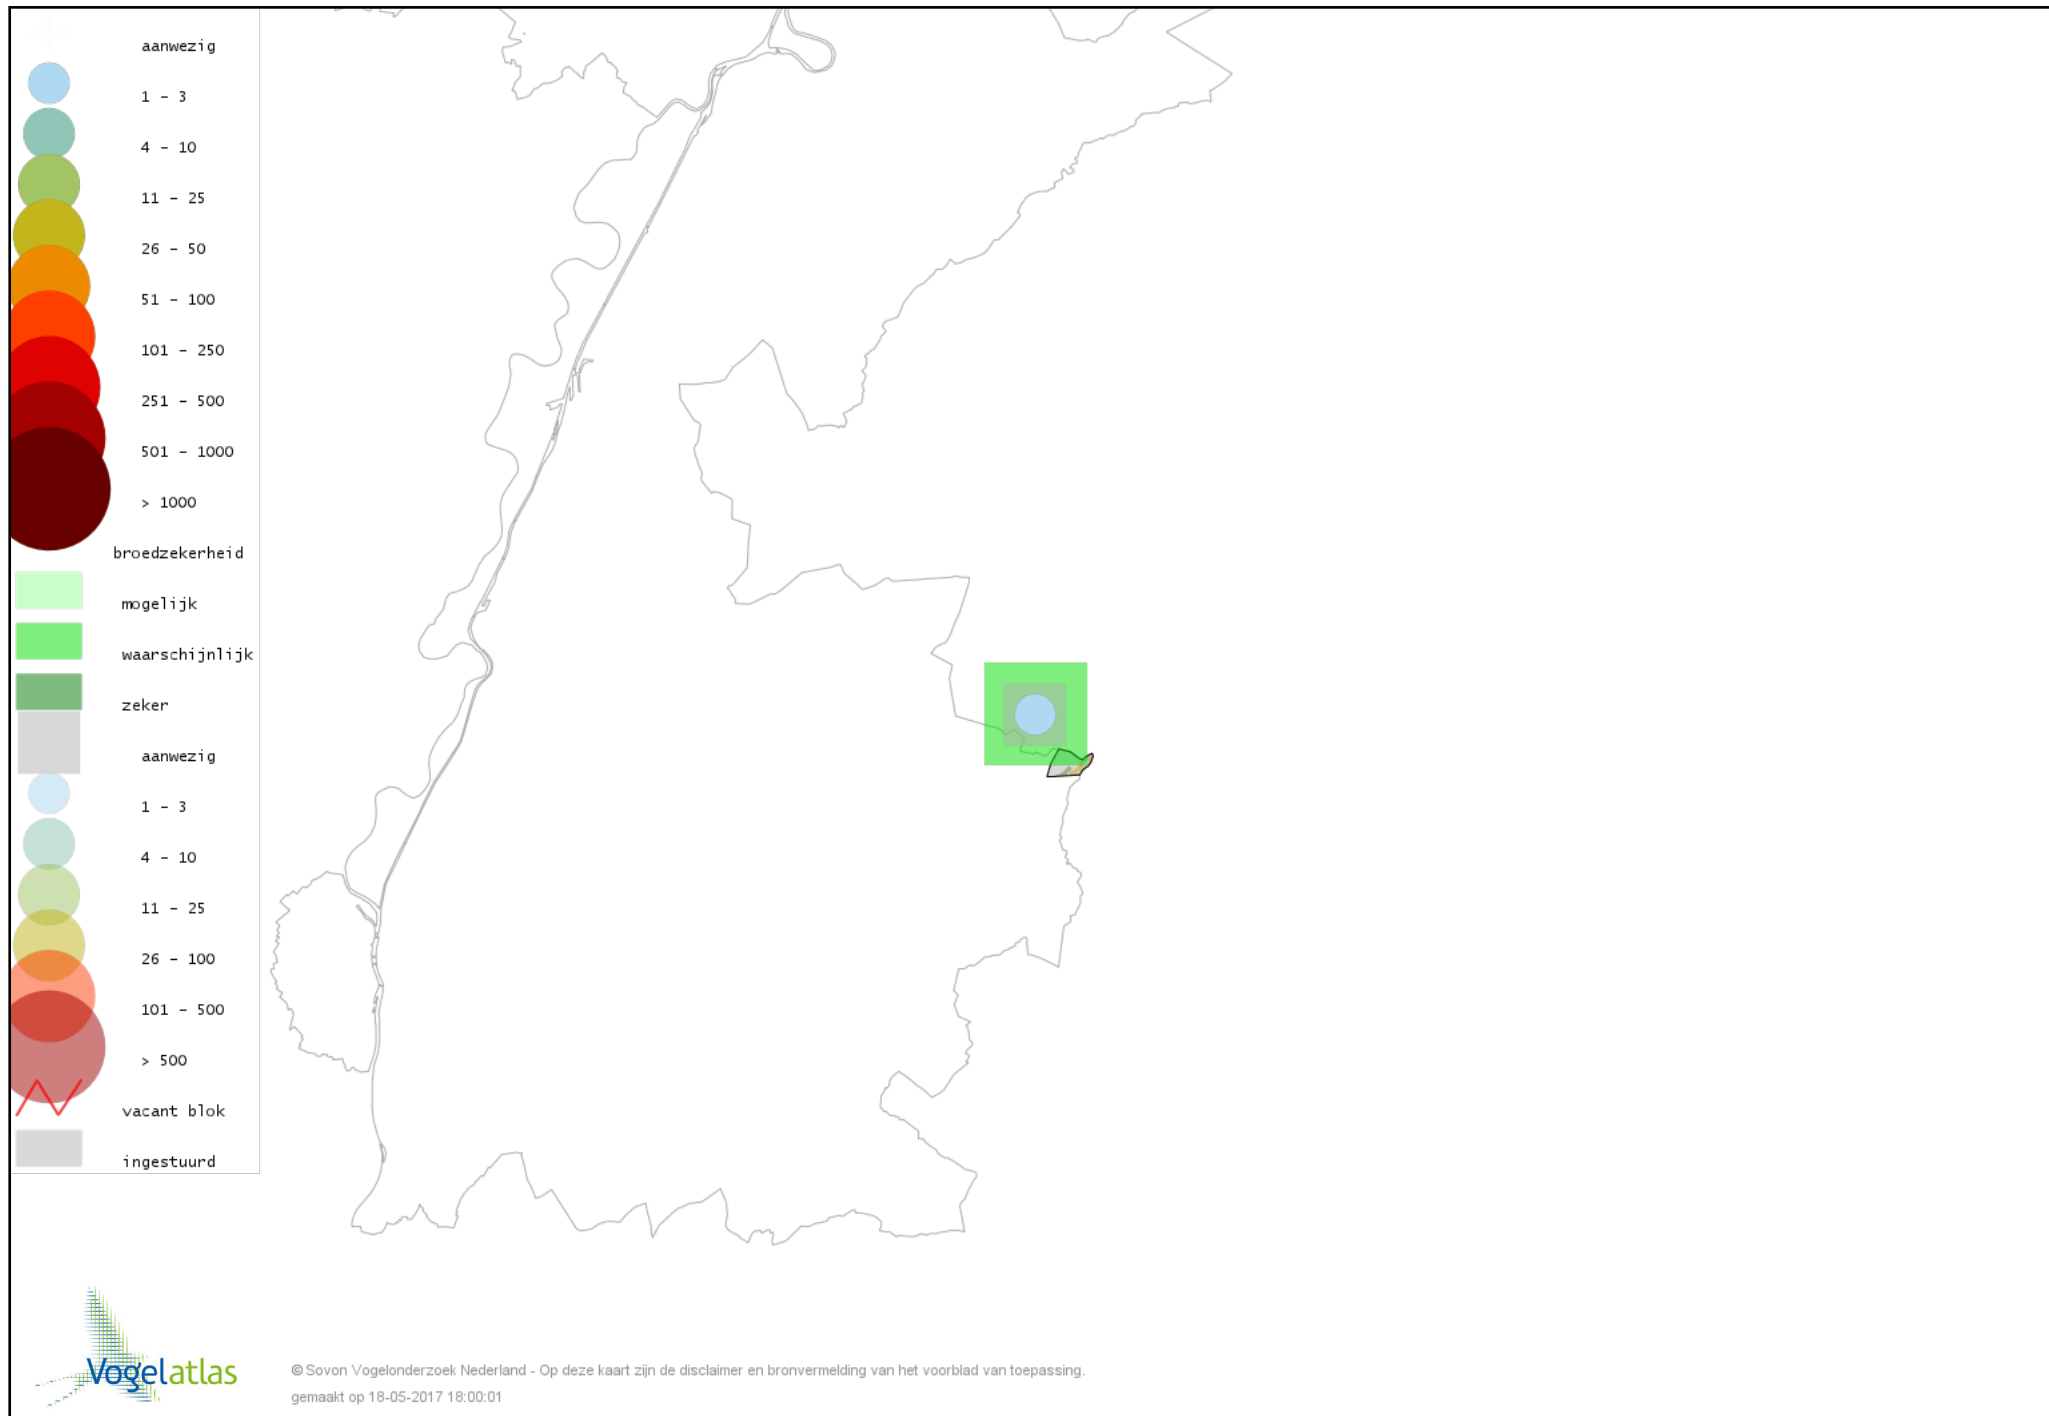 aanwezig
1 - 3
4 - 10
11 - 25
26 - 50
51 - 100
101 - 250
251 - 500
501 - 1000
> 1000
broedzekerheid
mogelijk
waarschijnlijk
zeker
aanwezig
1 - 3
4 - 10
11 - 25
26 - 100
101 - 500
> 500
vacant blok
ingestuurd
Vogelatlas
© Sovon Vogelonderzoek Nederland - Op deze kaart zijn de disclaimer en bronvermelding van het voorblad van toepassing.
gemaakt op 18-05-2017 18:00:01